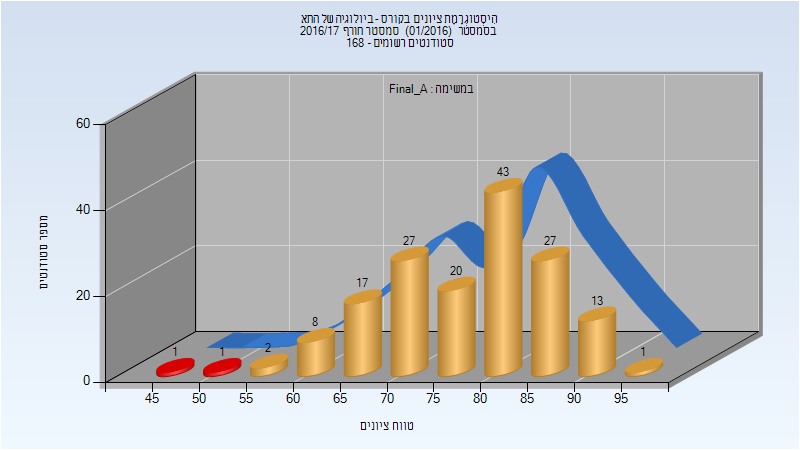 היסטוגרמת ציונים בקורס - ביולוגיה של התא
בסמסטר (01/2016) סמסטר חורף 2016/17
סטודנטים רשומים - 168
במשימה : Final_A
מספר סטודנטים
60
40
20
0
1
1
2
8
17
27
20
43
27
13
1
45 50 55 60 65 70 75 80 85 90 95
טווח ציונים